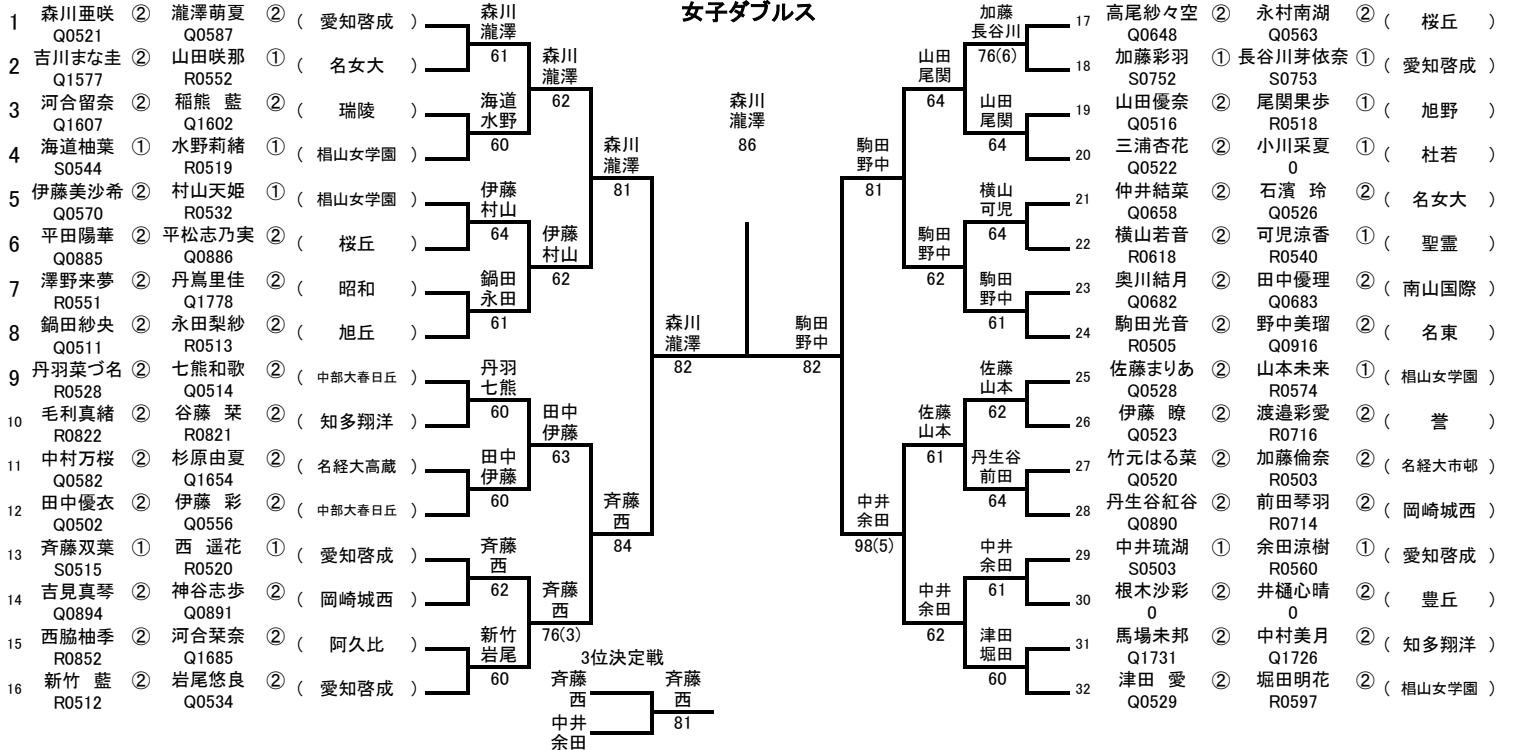 女子ダブルス
1 森川亜咲 ② 瀧澤萌夏 ② ( 愛知啓成 )
Q0521 Q0587
2 吉川まな圭 ② 山田咲那 ① ( 名女大 )
Q1577 R0552
3 河合留奈 ② 稲熊 藍 ② ( 瑞陵 )
Q1607 Q1602
4 海道柚葉 ① 水野莉緒 ① ( 椙山女学園 )
S0544 R0519
5 伊藤美沙希 ② 村山天姫 ① ( 椙山女学園 )
Q0570 R0532
6 平田陽華 ② 平松志乃実 ② ( 桜丘 )
Q0885 Q0886
7 澤野来夢 ② 丹嶌里佳 ② ( 昭和 )
R0551 Q1778
8 鍋田紗央 ② 永田梨紗 ② ( 旭丘 )
Q0511 R0513
9 丹羽菜づ名 ② 七熊和歌 ② ( 中部大春日丘 )
R0528 Q0514
10 毛利真緒 ② 谷藤 栞 ② ( 知多翔洋 )
R0822 R0821
11 中村万桜 ② 杉原由夏 ② ( 名経大高蔵 )
Q0582 Q1654
12 田中優衣 ② 伊藤 彩 ② ( 中部大春日丘 )
Q0502 Q0556
13 斉藤双葉 ① 西 遥花 ① ( 愛知啓成 )
S0515 R0520
14 吉見真琴 ② 神谷志歩 ② ( 岡崎城西 )
Q0894 Q0891
15 西脇柚季 ② 河合栞奈 ② ( 阿久比 )
R0852 Q1685
16 新竹 藍 ② 岩尾悠良 ② ( 愛知啓成 )
R0512 Q0534
森川
瀧澤
61
海道
水野
60
伊藤
村山
64
鍋田
永田
61
丹羽
七熊
60
田中
伊藤
60
斉藤
西
62
新竹
岩尾
60
森川
瀧澤
62
伊藤
村山
62
田中
伊藤
63
斉藤
西
76(3)
森川
瀧澤
81
斉藤
西
84
森川
瀧澤
82
森川
瀧澤
86
駒田
野中
82
駒田
野中
81
中井
余田
98(5)
山田
尾関
64
駒田
野中
62
佐藤
山本
61
中井
余田
62
加藤
長谷川
76(6)
山田
尾関
64
横山
可児
64
駒田
野中
61
佐藤
山本
62
丹生谷
前田
64
中井
余田
61
津田
堀田
60
17 高尾紗々空 ② 永村南湖 ② ( 桜丘 )
Q0648 Q0563
18 加藤彩羽 ① 長谷川芽依奈 ① ( 愛知啓成 )
S0752 S0753
19 山田優奈 ② 尾関果歩 ① ( 旭野 )
Q0516 R0518
20 三浦杏花 ② 小川采夏 ① ( 杜若 )
Q0522 0
21 仲井結菜 ② 石濱 玲 ② ( 名女大 )
Q0658 Q0526
22 横山若音 ② 可児涼香 ① ( 聖霊 )
R0618 R0540
23 奥川結月 ② 田中優理 ② ( 南山国際 )
Q0682 Q0683
24 駒田光音 ② 野中美瑠 ② ( 名東 )
R0505 Q0916
25 佐藤まりあ ② 山本未来 ① ( 椙山女学園 )
Q0528 R0574
26 伊藤 暸 ② 渡邉彩愛 ② ( 誉 )
Q0523 R0716
27 竹元はる菜 ② 加藤倫奈 ② ( 名経大市邨 )
Q0520 R0503
28 丹生谷紅谷 ② 前田琴羽 ② ( 岡崎城西 )
Q0890 R0714
29 中井琉湖 ① 余田涼樹 ① ( 愛知啓成 )
S0503 R0560
30 根木沙彩 ② 井樋心晴 ② ( 豊丘 )
0 0
31 馬場未邦 ② 中村美月 ② ( 知多翔洋 )
Q1731 Q1726
32 津田 愛 ② 堀田明花 ② ( 椙山女学園 )
Q0529 R0597
3位決定戦
斉藤
西
中井
余田
斉藤
西
81